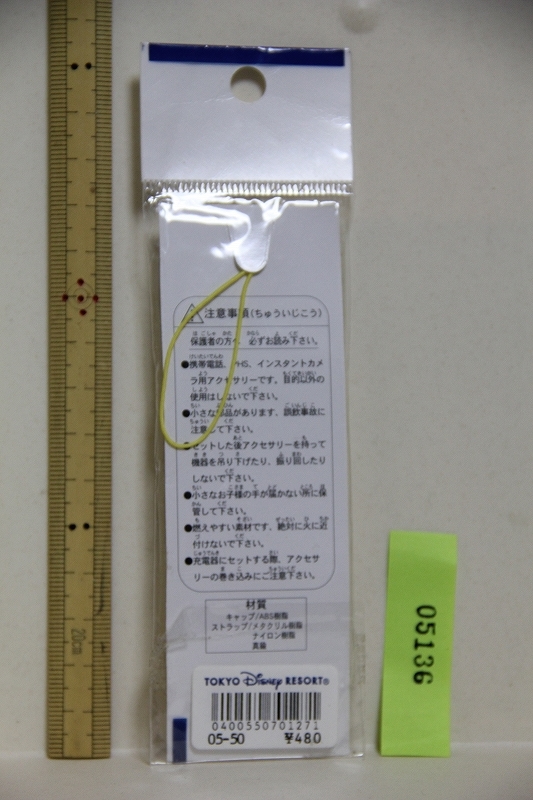 注意事項(ちゅういじこう)
保護者の方へ 必ずお読み下さい。
●携帯電話、PHS、インスタントカメ
ラ用アクセサリーです。目的以外の
使用はしないで下さい。
●小さな部品があります、誤飲事故に
注意して下さい。
●セットした後アクセサリーを持って
機器を吊り下げたり、振り回したり
しないで下さい。
●小さなお子様の手が届かない所に保
管して下さい。
●燃えやすい素材です、絶対に火に近
付けないで下さい。
●充電器にセットする際、アクセサ
リーの巻き込みにご注意下さい。
材質
キャップ/ABS樹脂
ストラップ/メタクリル樹脂
ナイロン樹脂
真鍮
TOKYO Disney RESORT®
0400550701271
05-50 ¥480
05136
20cm